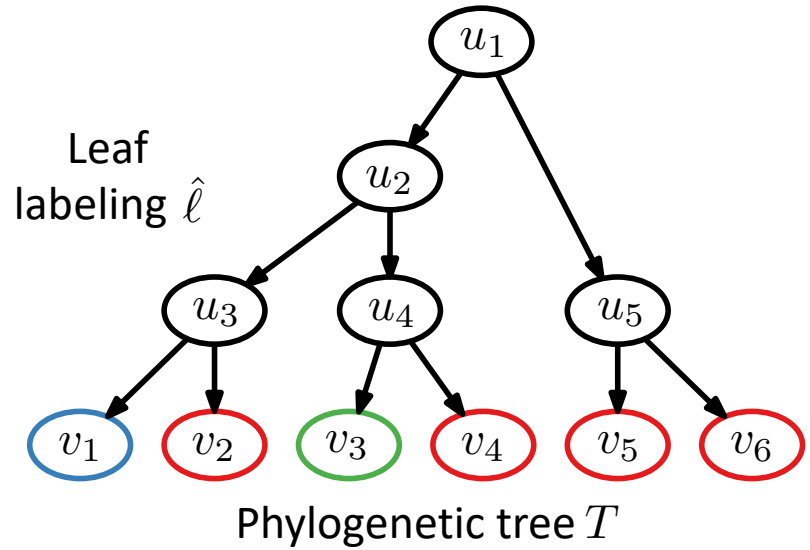 u₁
Leaf
labeling ℓ̂
u₂
u₃ u₄ u₅
v₁ v₂ v₃ v₄ v₅ v₆
Phylogenetic tree T